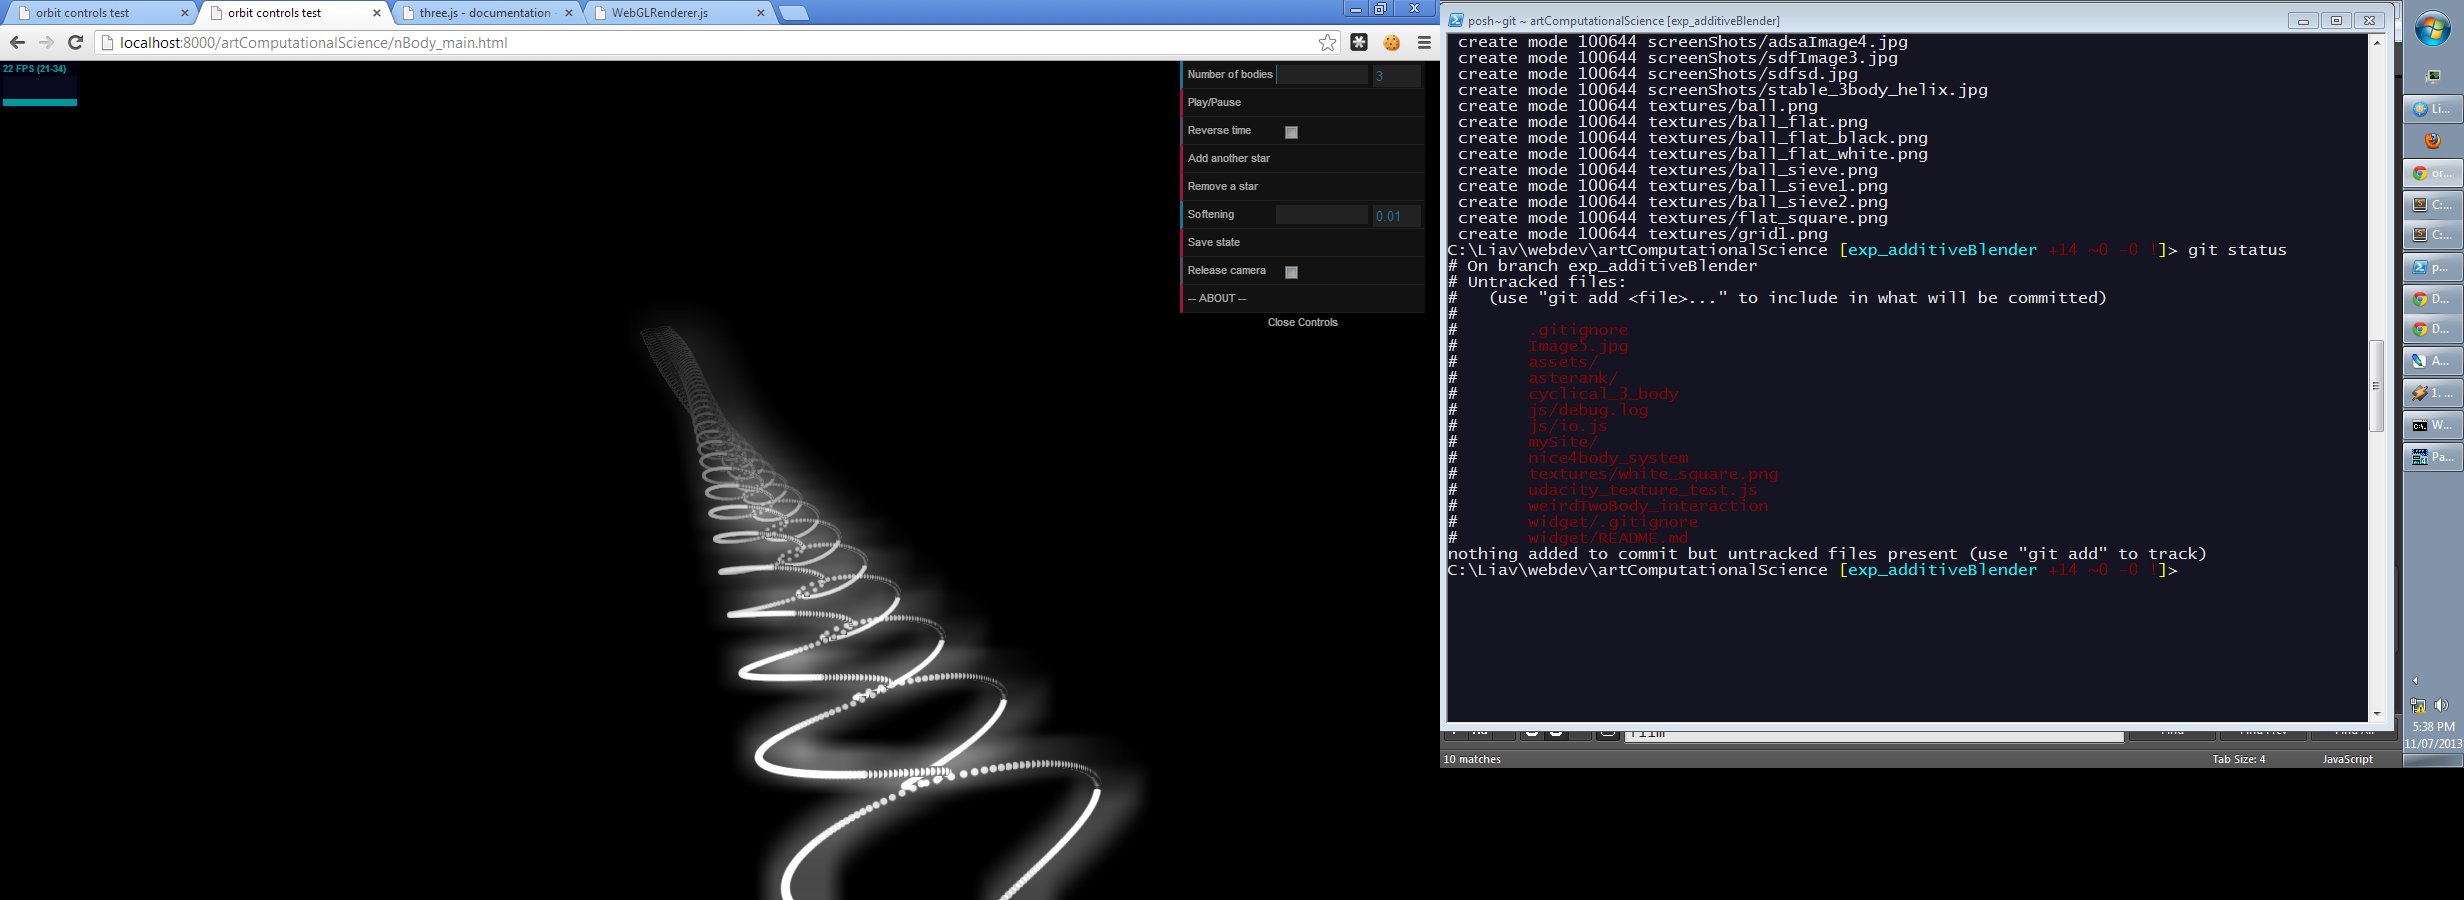 orbit controls test
orbit controls test
three.js - documentation
WebGLRenderer.js
localhost:8000/artComputationalScience/nBody_main.html
22 FPS (21-34)
Number of bodies 3
Play/Pause
Reverse time
Add another star
Remove a star
Softening 0.01
Save state
Release camera
-- ABOUT --
Close Controls
posh~git ~ artComputationalScience [exp_additiveBlender]
create mode 100644 screenShots/adsaImage4.jpg
create mode 100644 screenShots/sdfImage3.jpg
create mode 100644 screenShots/sdfsd.jpg
create mode 100644 screenShots/stable_3body_helix.jpg
create mode 100644 textures/ball.png
create mode 100644 textures/ball_flat.png
create mode 100644 textures/ball_flat_black.png
create mode 100644 textures/ball_flat_white.png
create mode 100644 textures/ball_sieve.png
create mode 100644 textures/ball_sieve1.png
create mode 100644 textures/ball_sieve2.png
create mode 100644 textures/flat_square.png
create mode 100644 textures/grid1.png
C:\Liav\webdev\artComputationalScience [exp_additiveBlender +14 ~0 -0 !]> git status
# On branch exp_additiveBlender
# Untracked files:
#   (use "git add <file>..." to include in what will be committed)
#
#       .gitignore
#       Image5.jpg
#       assets/
#       asterank/
#       cyclical_3_body
#       js/debug.log
#       js/io.js
#       mySite/
#       nice4body_system
#       textures/white_square.png
#       udacity_texture_test.js
#       weirdTwoBody_interaction
#       widget/.gitignore
#       widget/README.md
nothing added to commit but untracked files present (use "git add" to track)
C:\Liav\webdev\artComputationalScience [exp_additiveBlender +14 ~0 -0 !]>
10 matches
Tab Size: 4
JavaScript
Li...
or...
C:...
C:...
p...
D...
D...
A...
1. ...
W...
Pa...
5:38 PM
11/07/2013